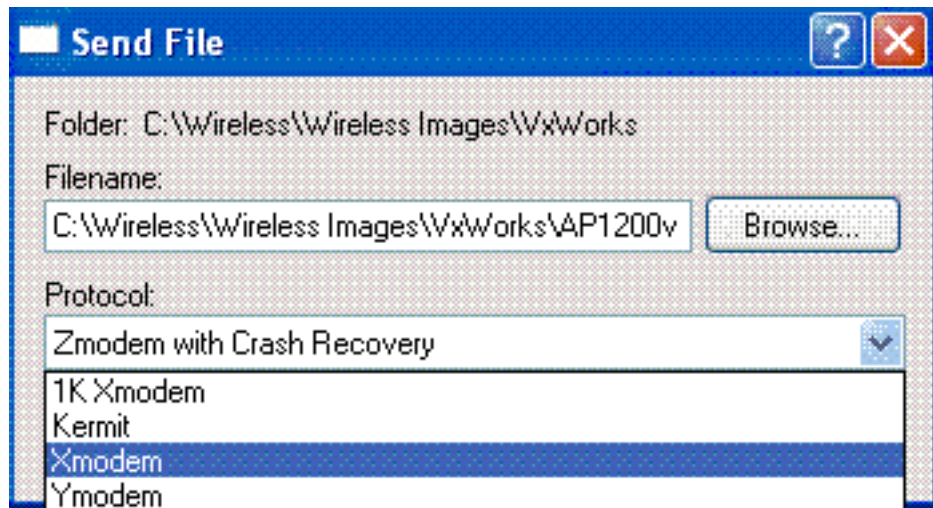 Send File
Folder: C:\Wireless\Wireless Images\VxWorks
Filename:
C:\Wireless\Wireless Images\VxWorks\AP1200v Browse...
Protocol:
Zmodem with Crash Recovery
1K Xmodem
Kermit
Xmodem
Ymodem